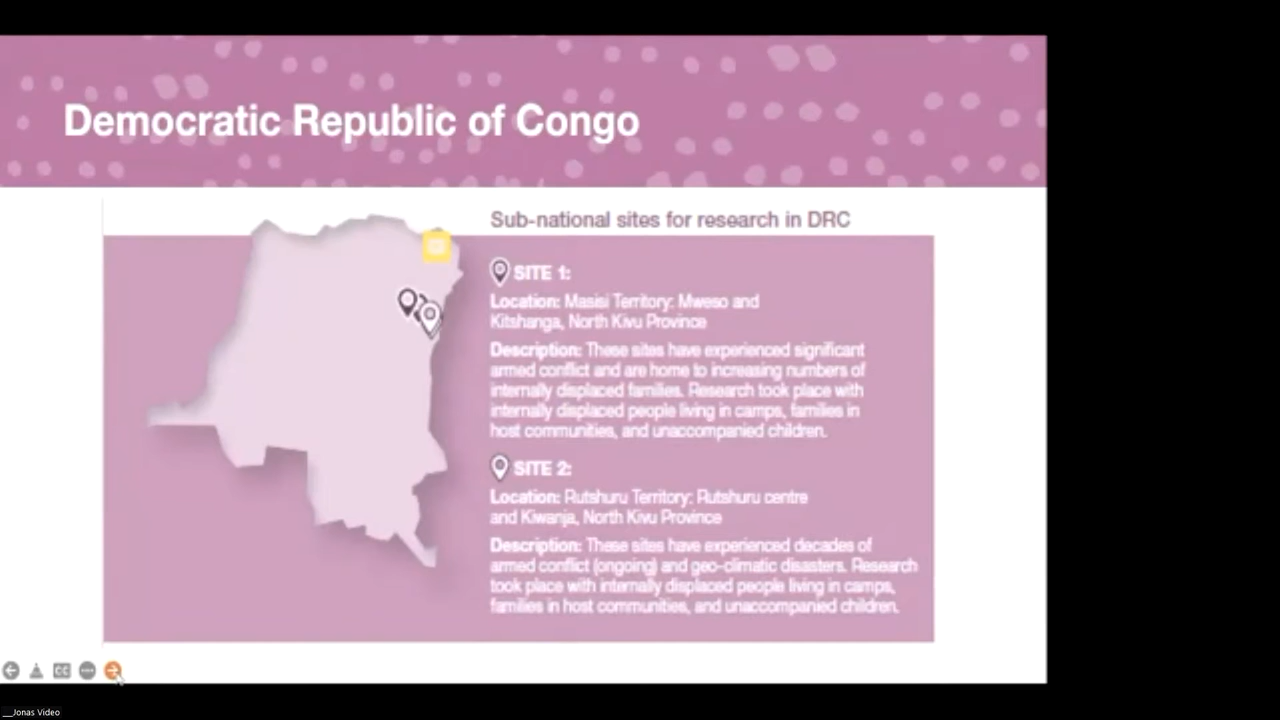 Democratic Republic of Congo
Sub-national sites for research in DRC
SITE 1:
Location: Masisi Territory: Mweso and
Kitshanga, North Kivu Province
Description: These sites have experienced significant
armed conflict and are home to increasing numbers of
internally displaced families. Research took place with
internally displaced people living in camps, families in
host communities, and unaccompanied children.
SITE 2:
Location: Rutshuru Territory: Rutshuru centre
and Kiwanja, North Kivu Province
Description: These sites have experienced decades of
armed conflict (ongoing) and geo-climatic disasters. Research
took place with internally displaced people living in camps,
families in host communities, and unaccompanied children.
CC
__Jonas Video